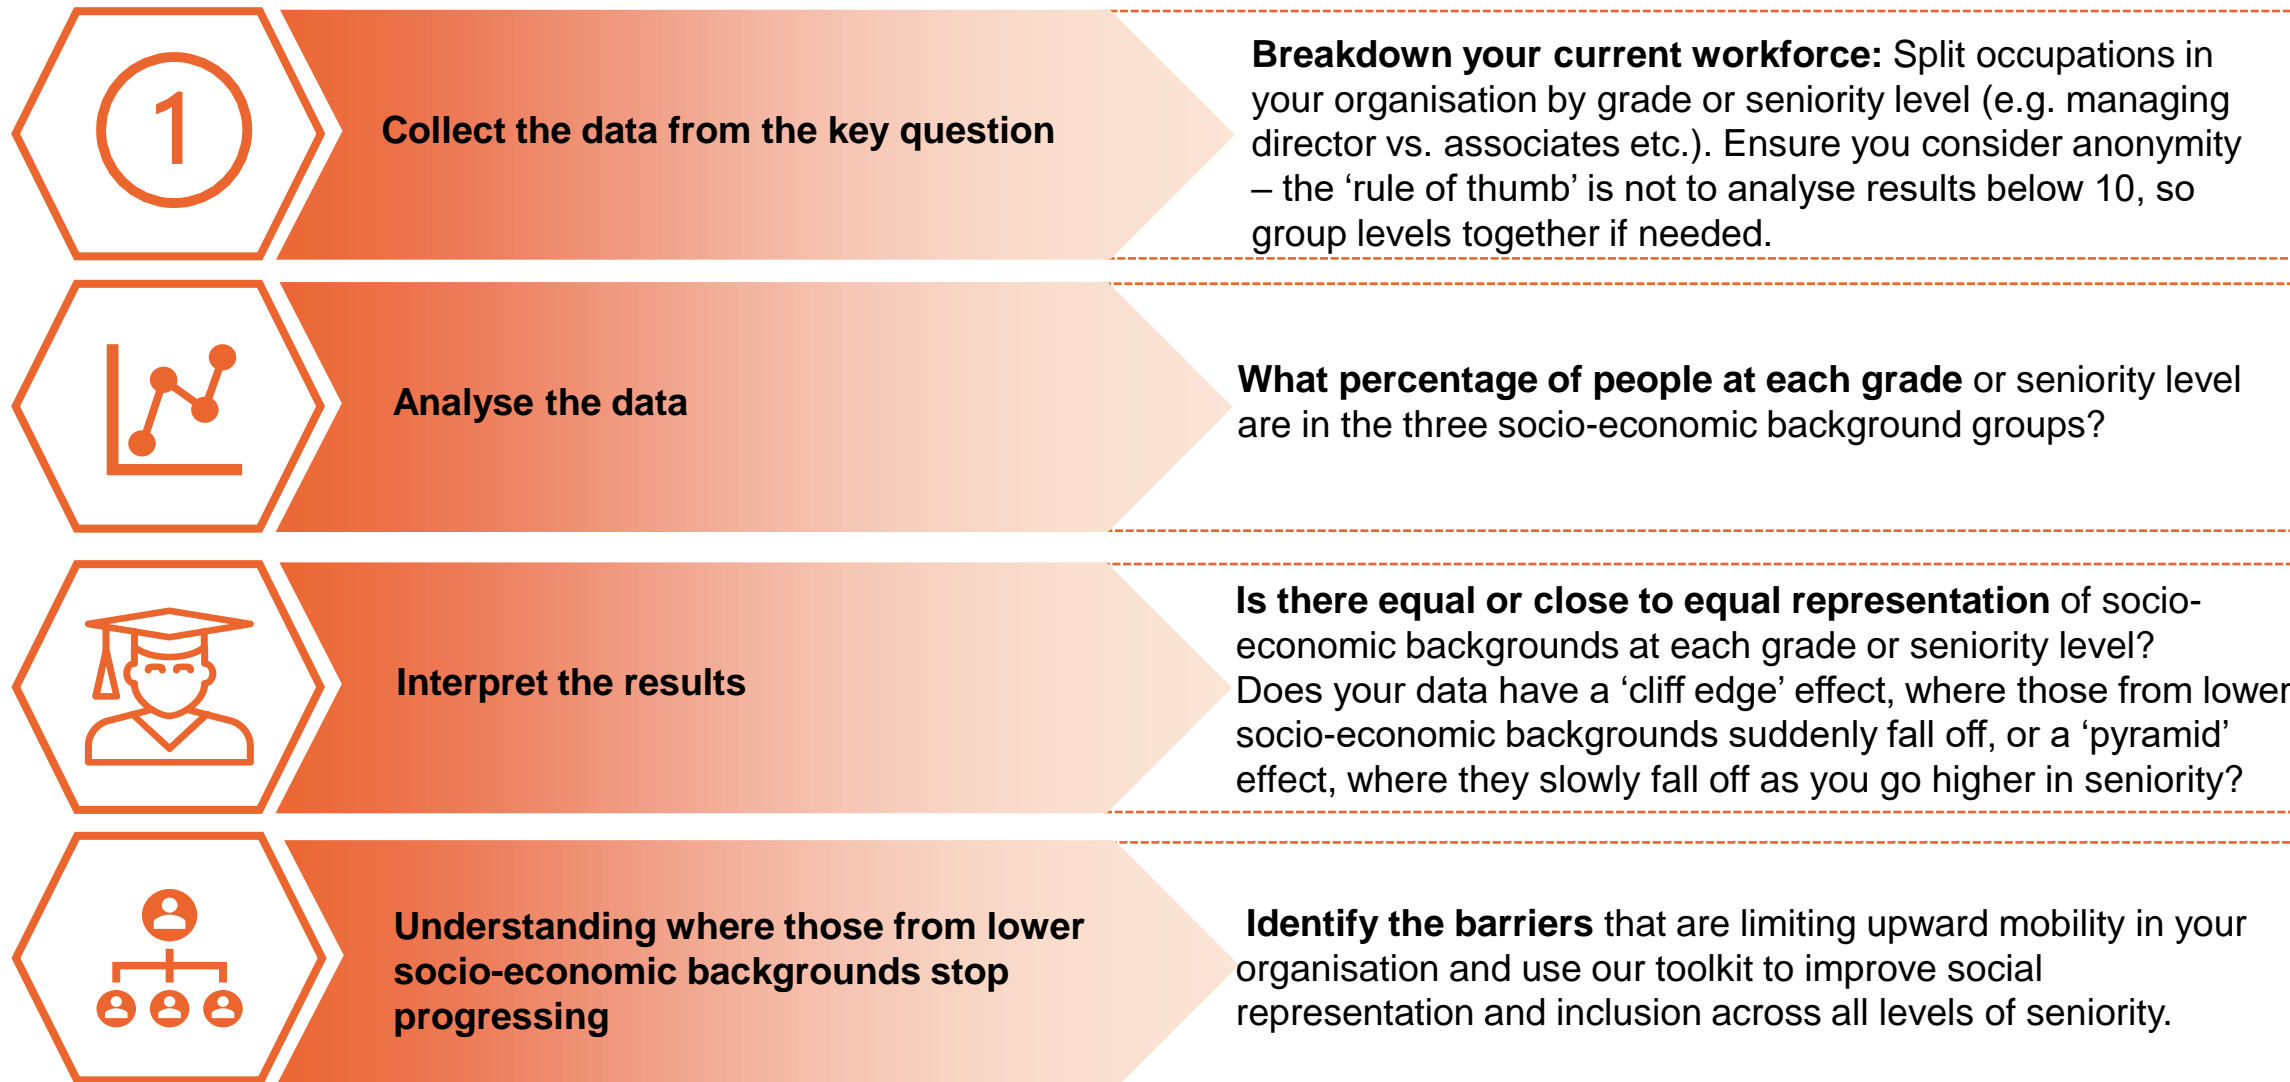 1
Collect the data from the key question
Breakdown your current workforce: Split occupations in
your organisation by grade or seniority level (e.g. managing
director vs. associates etc.). Ensure you consider anonymity
– the ‘rule of thumb’ is not to analyse results below 10, so
group levels together if needed.
Analyse the data
What percentage of people at each grade or seniority level
are in the three socio-economic background groups?
Interpret the results
Is there equal or close to equal representation of socio-
economic backgrounds at each grade or seniority level?
Does your data have a ‘cliff edge’ effect, where those from lower
socio-economic backgrounds suddenly fall off, or a ‘pyramid’
effect, where they slowly fall off as you go higher in seniority?
Understanding where those from lower
socio-economic backgrounds stop
progressing
Identify the barriers that are limiting upward mobility in your
organisation and use our toolkit to improve social
representation and inclusion across all levels of seniority.